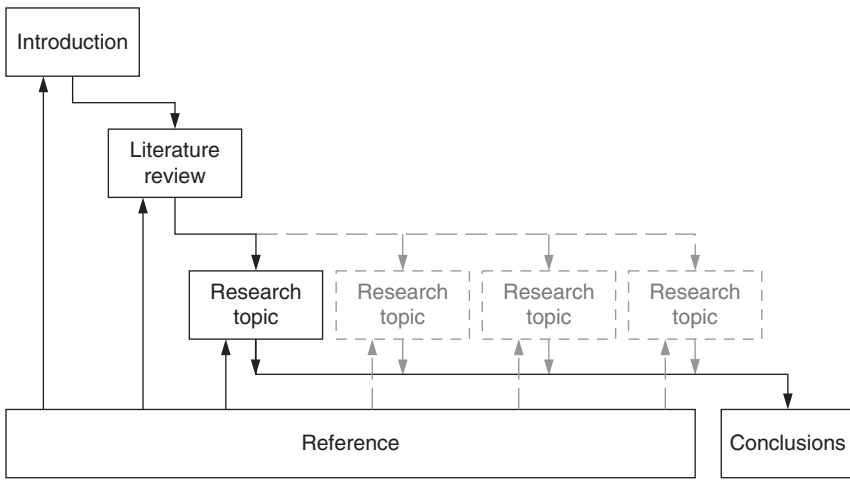 Introduction
Literature
review
Research
topic
Research
topic
Research
topic
Research
topic
Reference
Conclusions